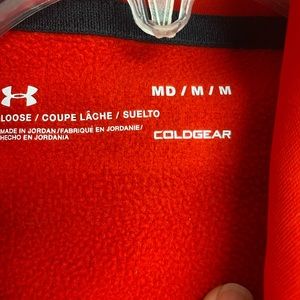 MD / M / M
LOOSE / COUPE LÂCHE / SUELTO
MADE IN JORDAN / FABRIQUÉ EN JORDANIE /
HECHO EN JORDANIA
COLDGEAR